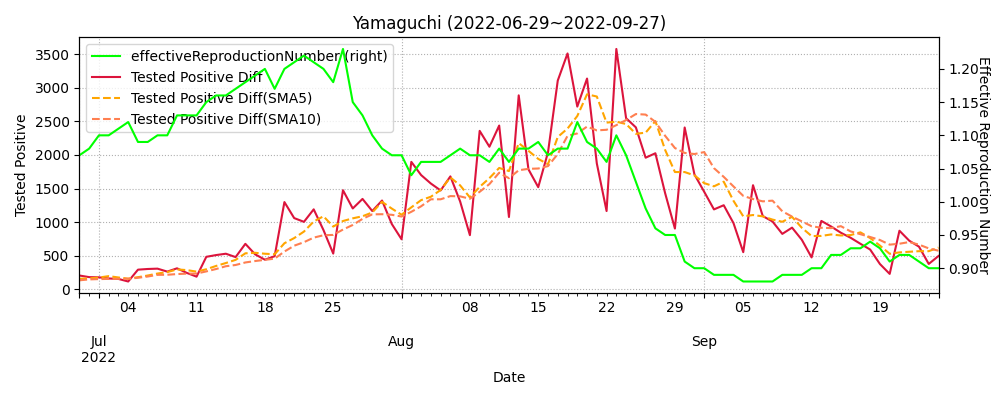 Yamaguchi (2022-06-29~2022-09-27)
effectiveReproductionNumber (right)
Tested Positive Diff
Tested Positive Diff(SMA5)
Tested Positive Diff(SMA10)
Tested Positive
3500
3000
2500
2000
1500
1000
500
0
Effective Reproduction Number
1.20
1.15
1.10
1.05
1.00
0.95
0.90
04 11 18 25 08 15 22 29 05 12 19
Jul Aug Sep
2022
Date